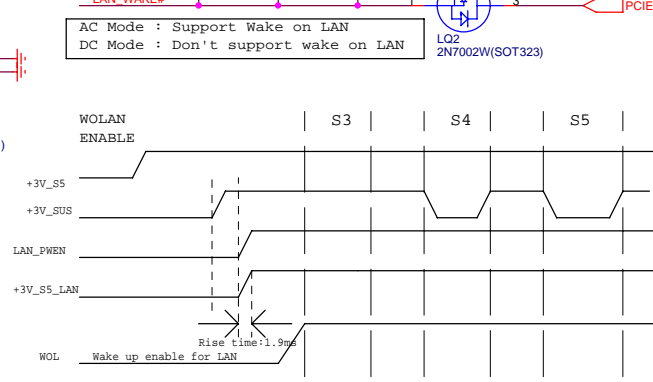 LAN_WAKE#
1
3
PCIE
AC Mode : Support Wake on LAN
DC Mode : Don't support wake on LAN
LQ2
2N7002W(SOT323)
)
WOLAN
ENABLE
S3
S4
S5
+3V_S5
+3V_SUS
LAN_PWEN
+3V_S5_LAN
Rise time:1.9ms
WOL
Wake up enable for LAN